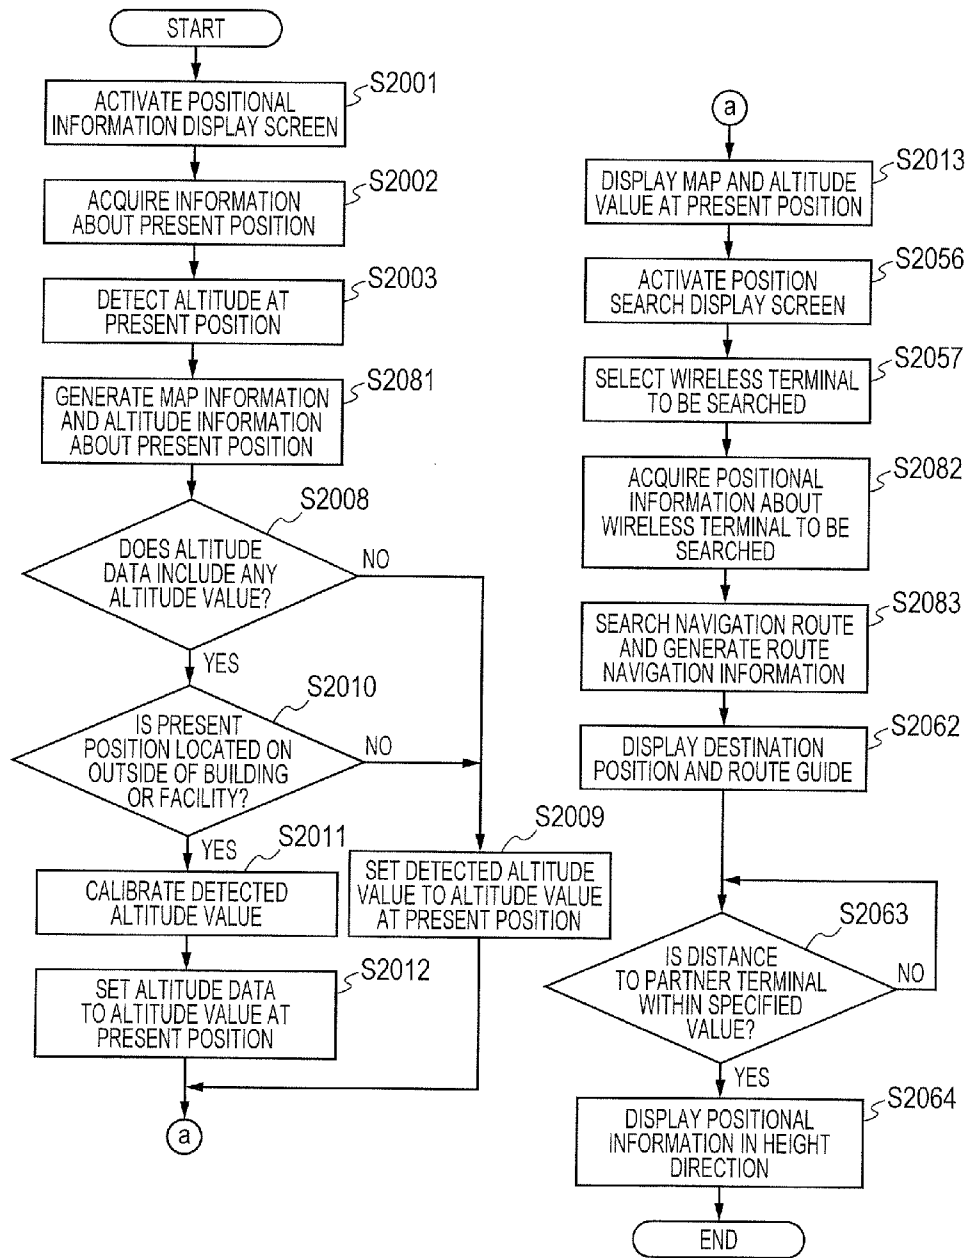 START
S2001
ACTIVATE POSITIONAL
INFORMATION DISPLAY SCREEN
S2002
ACQUIRE INFORMATION
ABOUT PRESENT POSITION
S2003
DETECT ALTITUDE AT
PRESENT POSITION
S2081
GENERATE MAP INFORMATION
AND ALTITUDE INFORMATION
ABOUT PRESENT POSITION
S2008
DOES ALTITUDE
DATA INCLUDE ANY
ALTITUDE VALUE?
NO
YES
S2010
IS PRESENT
POSITION LOCATED ON
OUTSIDE OF BUILDING
OR FACILITY?
NO
YES
S2011
CALIBRATE DETECTED
ALTITUDE VALUE
S2009
SET DETECTED ALTITUDE
VALUE TO ALTITUDE VALUE
AT PRESENT POSITION
S2012
SET ALTITUDE DATA
TO ALTITUDE VALUE AT
PRESENT POSITION
a
a
S2013
DISPLAY MAP AND ALTITUDE
VALUE AT PRESENT POSITION
S2056
ACTIVATE POSITION
SEARCH DISPLAY SCREEN
S2057
SELECT WIRELESS TERMINAL
TO BE SEARCHED
S2082
ACQUIRE POSITIONAL
INFORMATION ABOUT
WIRELESS TERMINAL TO BE
SEARCHED
S2083
SEARCH NAVIGATION ROUTE
AND GENERATE ROUTE
NAVIGATION INFORMATION
S2062
DISPLAY DESTINATION
POSITION AND ROUTE GUIDE
S2063
IS DISTANCE
TO PARTNER TERMINAL
WITHIN SPECIFIED
VALUE?
NO
YES
S2064
DISPLAY POSITIONAL
INFORMATION IN HEIGHT
DIRECTION
END